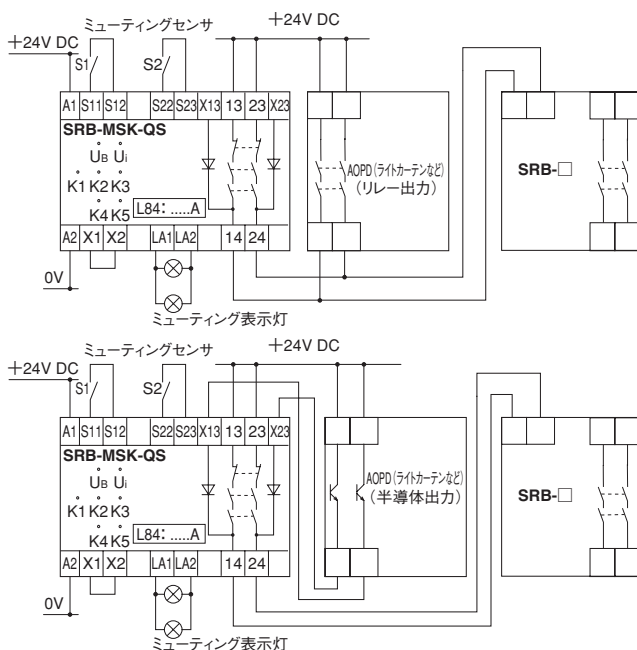 ミューティングセンサ
+24V DC
+24V DC
S1
S2
A1 S11 S12 S22 S23 X13 13 23 X23
SRB-MSK-QS
UB Ui
K1 K2 K3
K4 K5
L84: .....A
AOPD(ライトカーテンなど)
(リレー出力)
SRB-□
A2 X1 X2 LA1 LA2 14 24
0V
ミューティング表示灯
ミューティングセンサ
+24V DC
+24V DC
S1
S2
A1 S11 S12 S22 S23 X13 13 23 X23
SRB-MSK-QS
UB Ui
K1 K2 K3
K4 K5
L84: .....A
AOPD(ライトカーテンなど)
(半導体出力)
SRB-□
A2 X1 X2 LA1 LA2 14 24
0V
ミューティング表示灯